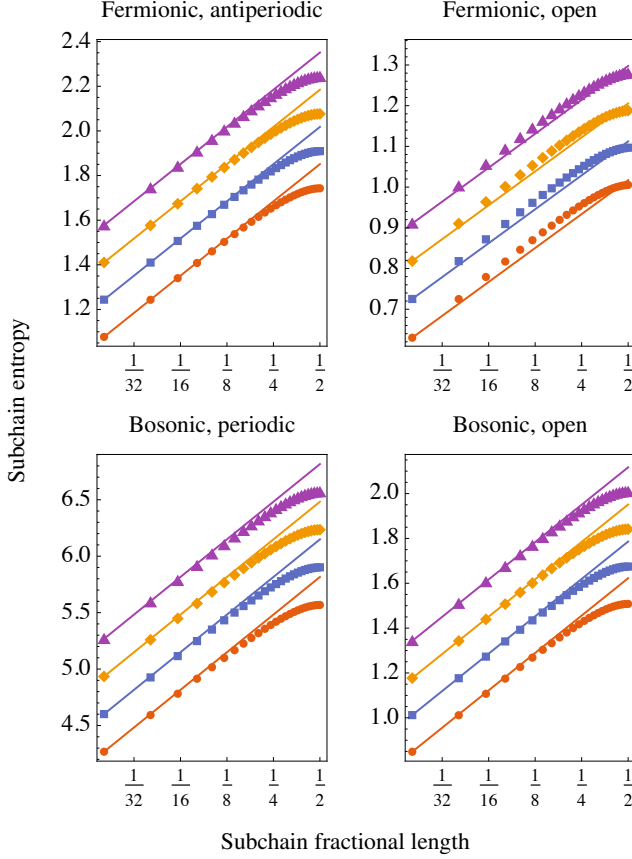 Fermionic, antiperiodic
Fermionic, open
2.4
2.2
2.0
1.8
1.6
1.4
1.2
1.3
1.2
1.1
1.0
0.9
0.8
0.7
1/32 1/16 1/8 1/4 1/2
1/32 1/16 1/8 1/4 1/2
Subchain entropy
Bosonic, periodic
Bosonic, open
6.5
6.0
5.5
5.0
4.5
2.0
1.8
1.6
1.4
1.2
1.0
1/32 1/16 1/8 1/4 1/2
1/32 1/16 1/8 1/4 1/2
Subchain fractional length